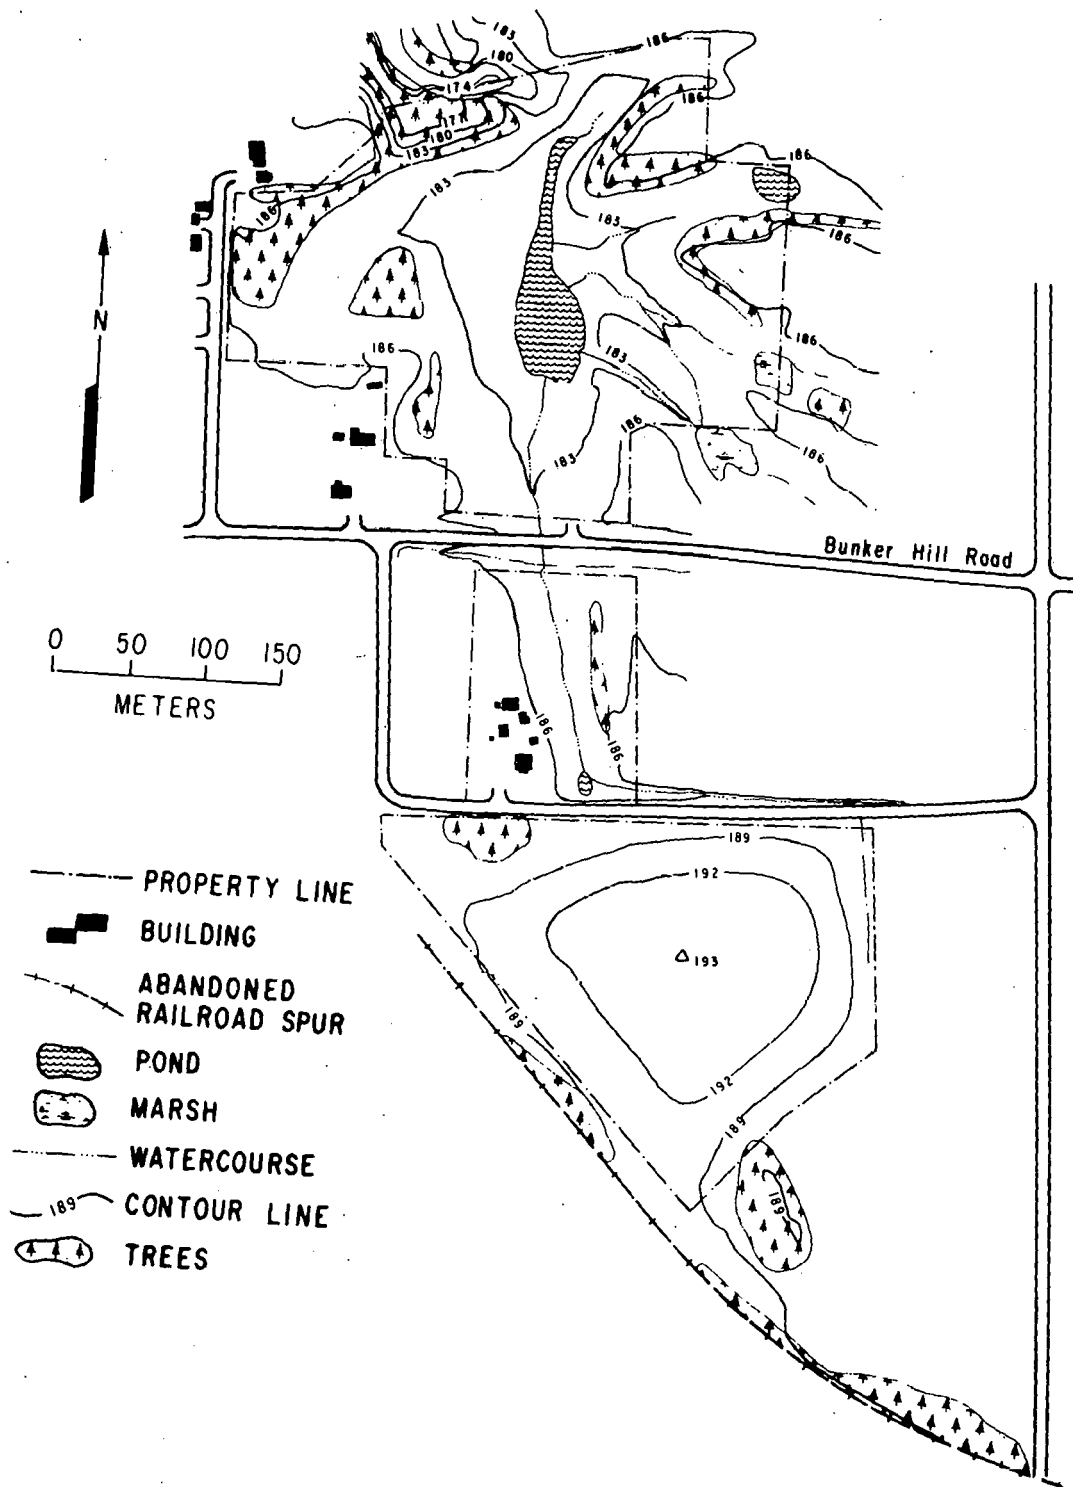 183
186
180
174
186
177
180
183
186
183
186
183
186
N
186
183
186
186
183
186
Bunker Hill Road
0 50 100 150
METERS
186
186
189
192
PROPERTY LINE
193
BUILDING
ABANDONED
RAILROAD SPUR
189
POND
192
MARSH
189
WATERCOURSE
189
189 CONTOUR LINE
TREES